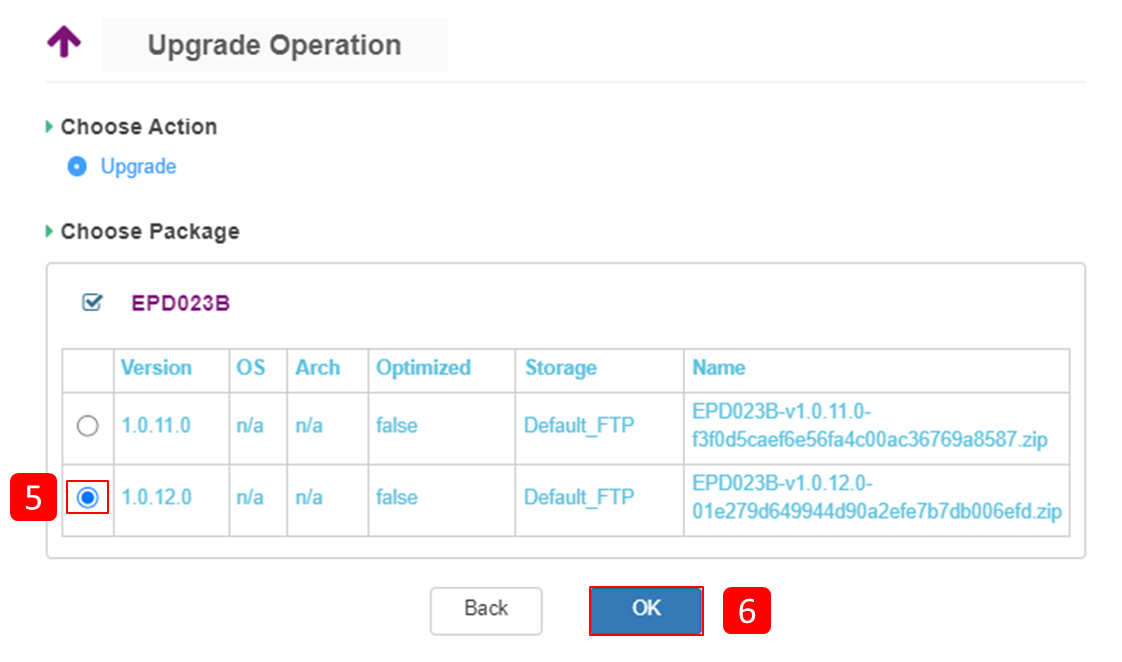 Upgrade Operation
Choose Action
Upgrade
Choose Package
EPD023B
Version OS Arch Optimized Storage Name
1.0.11.0 n/a n/a false Default_FTP EPD023B-v1.0.11.0-
f3f0d5caef6e56fa4c00ac36769a8587.zip
5 1.0.12.0 n/a n/a false Default_FTP EPD023B-v1.0.12.0-
01e279d649944d90a2efe7b7db006efd.zip
Back OK 6